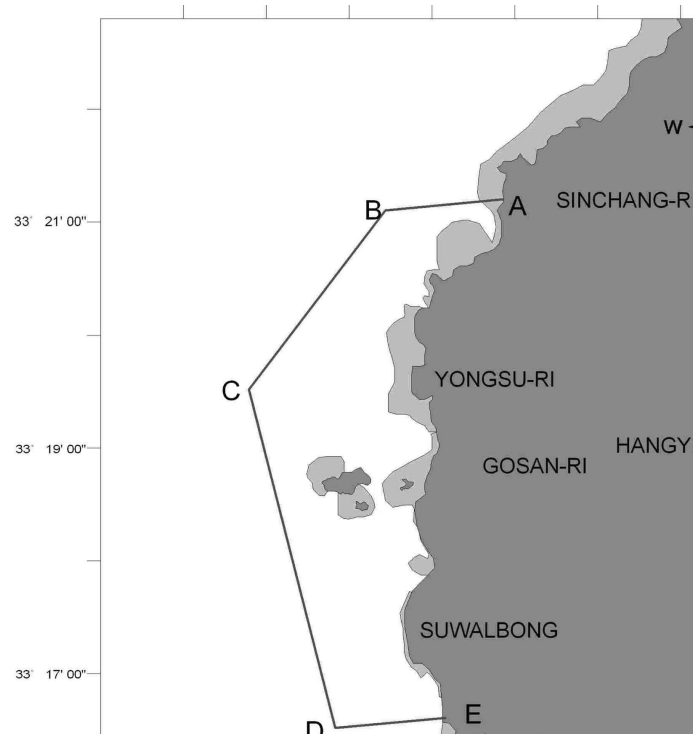 W
A
SINCHANG-R
B
33° 21' 00"
YONGSU-RI
C
HANGY
33° 19' 00"
GOSAN-RI
SUWALBONG
33° 17' 00"
E
D